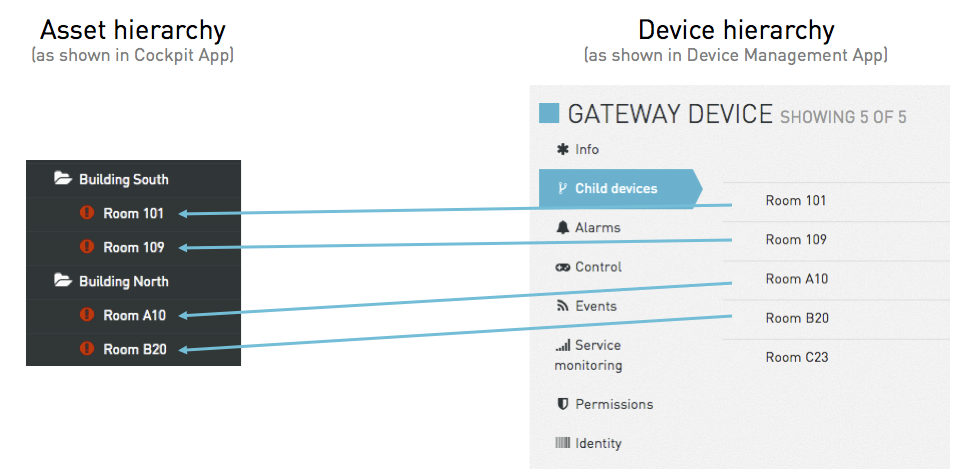 Asset hierarchy
(as shown in Cockpit App)
Building South
Room 101
Room 109
Building North
Room A10
Room B20
Device hierarchy
(as shown in Device Management App)
GATEWAY DEVICE SHOWING 5 OF 5
Info
Child devices
Alarms
Control
Events
Service
monitoring
Permissions
Identity
Room 101
Room 109
Room A10
Room B20
Room C23